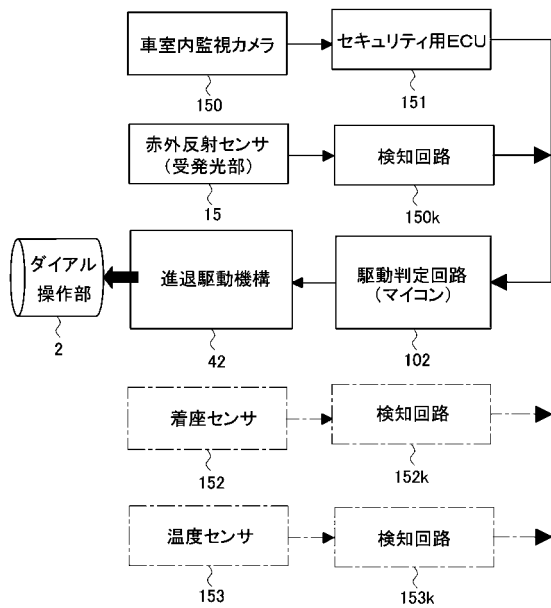 車室内監視カメラ
セキュリティ用ECU
150
151
赤外反射センサ
(受発光部)
検知回路
15
150k
ダイアル
操作部
進退駆動機構
駆動判定回路
(マイコン)
2
42
102
着座センサ
検知回路
152
152k
温度センサ
検知回路
153
153k